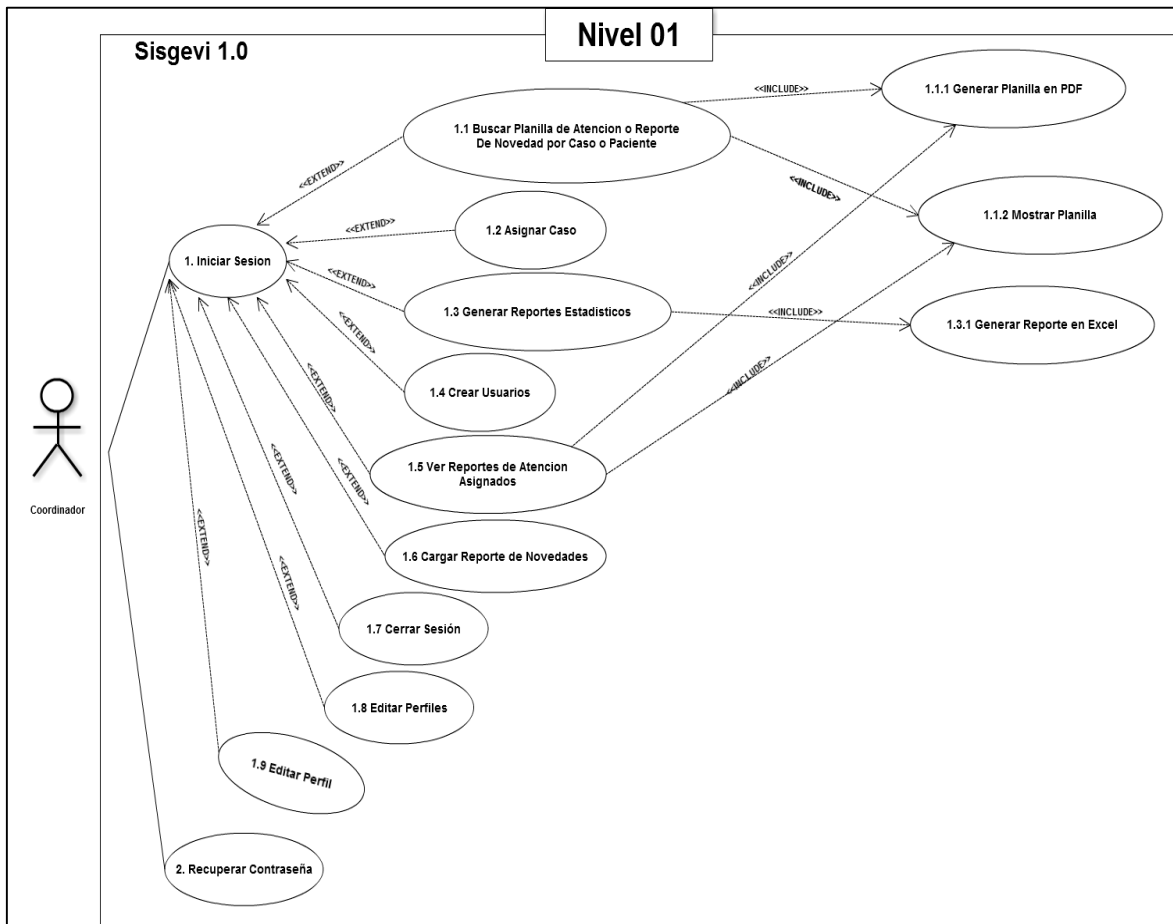 Nivel 01
Sisgevi 1.0
<<INCLUDE>>
1.1.1 Generar Planilla en PDF
1.1 Buscar Planilla de Atencion o Reporte
De Novedad por Caso o Paciente
<<EXTEND>>
<<INCLUDE>>
1.1.2 Mostrar Planilla
<<EXTEND>>
1.2 Asignar Caso
1. Iniciar Sesion
<<EXTEND>>
<<INCLUDE>>
1.3 Generar Reportes Estadisticos
<<INCLUDE>>
1.3.1 Generar Reporte en Excel
<<EXTEND>>
<<INCLUDE>>
1.4 Crear Usuarios
<<EXTEND>>
<<EXTEND>>
1.5 Ver Reportes de Atencion
Asignados
<<EXTEND>>
Coordinador
<<EXTEND>>
<<EXTEND>>
1.6 Cargar Reporte de Novedades
1.7 Cerrar Sesión
1.8 Editar Perfiles
1.9 Editar Perfil
2. Recuperar Contraseña